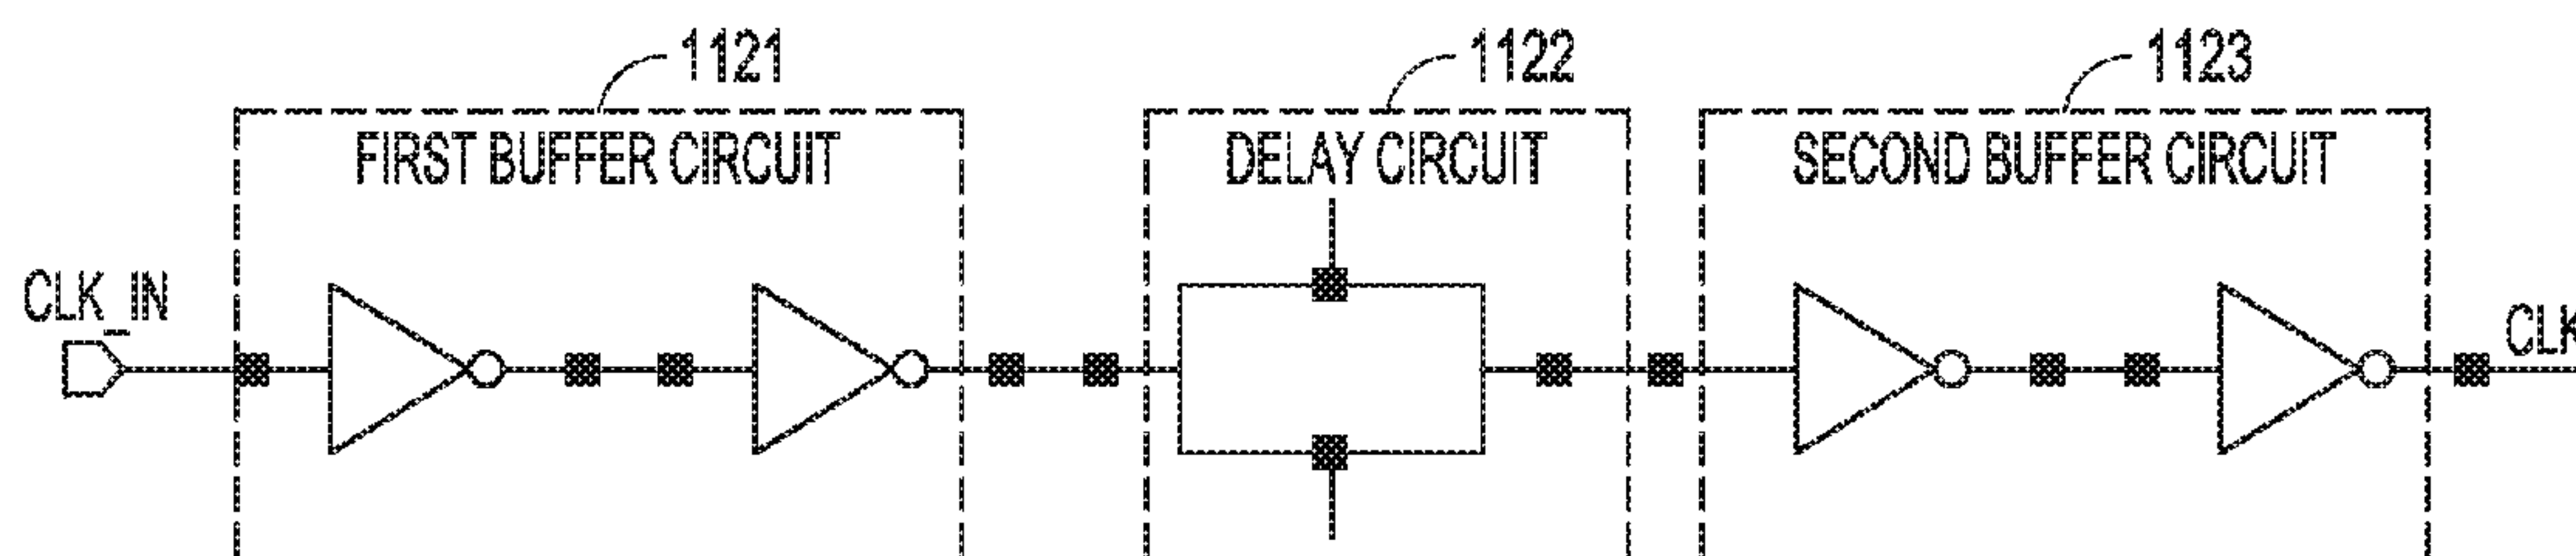 1121
1122
1123
FIRST BUFFER CIRCUIT
DELAY CIRCUIT
SECOND BUFFER CIRCUIT
CLK_IN